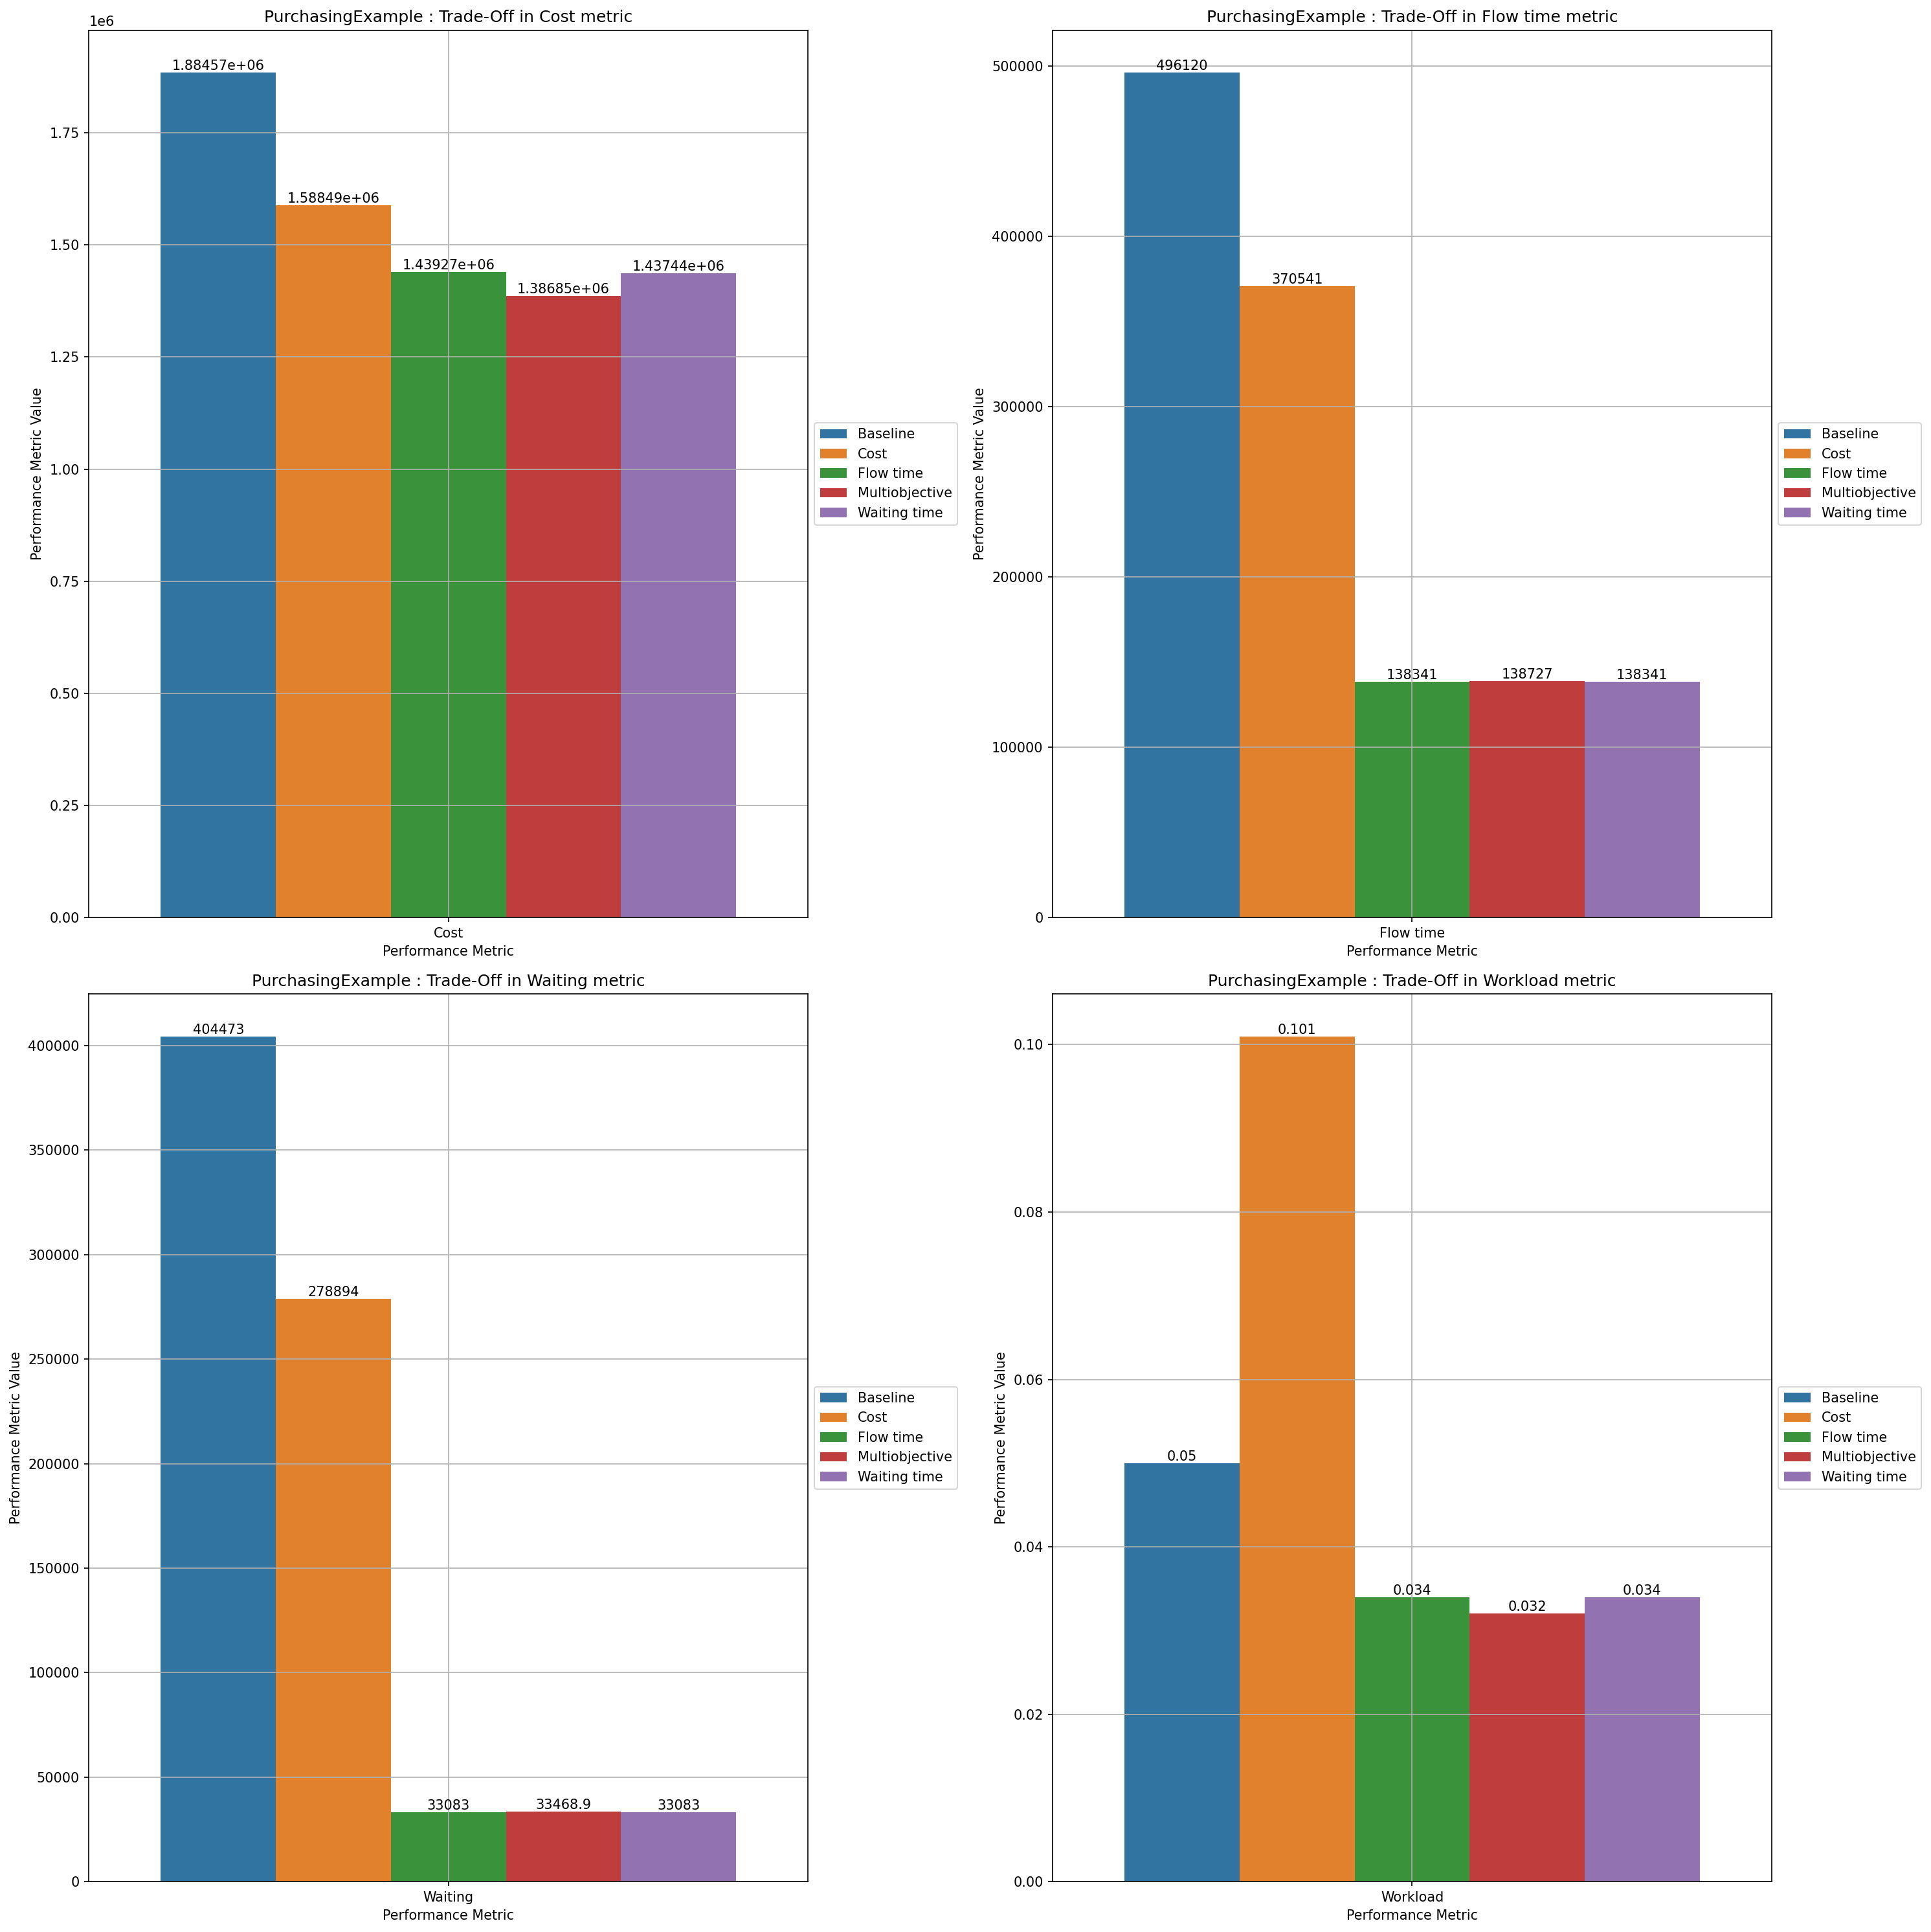 PurchasingExample : Trade-Off in Cost metric
1e6
1.88457e+06
1.58849e+06
1.43927e+06
1.38685e+06
1.43744e+06
1.75
1.50
1.25
1.00
0.75
0.50
0.25
0.00
Performance Metric Value
Cost
Performance Metric
Baseline
Cost
Flow time
Multiobjective
Waiting time
PurchasingExample : Trade-Off in Flow time metric
496120
370541
138341
138727
138341
500000
400000
300000
200000
100000
0
Performance Metric Value
Flow time
Performance Metric
Baseline
Cost
Flow time
Multiobjective
Waiting time
PurchasingExample : Trade-Off in Waiting metric
404473
278894
33083
33468.9
33083
400000
350000
300000
250000
200000
150000
100000
50000
0
Performance Metric Value
Waiting
Performance Metric
Baseline
Cost
Flow time
Multiobjective
Waiting time
PurchasingExample : Trade-Off in Workload metric
0.05
0.101
0.034
0.032
0.034
0.10
0.08
0.06
0.04
0.02
0.00
Performance Metric Value
Workload
Performance Metric
Baseline
Cost
Flow time
Multiobjective
Waiting time